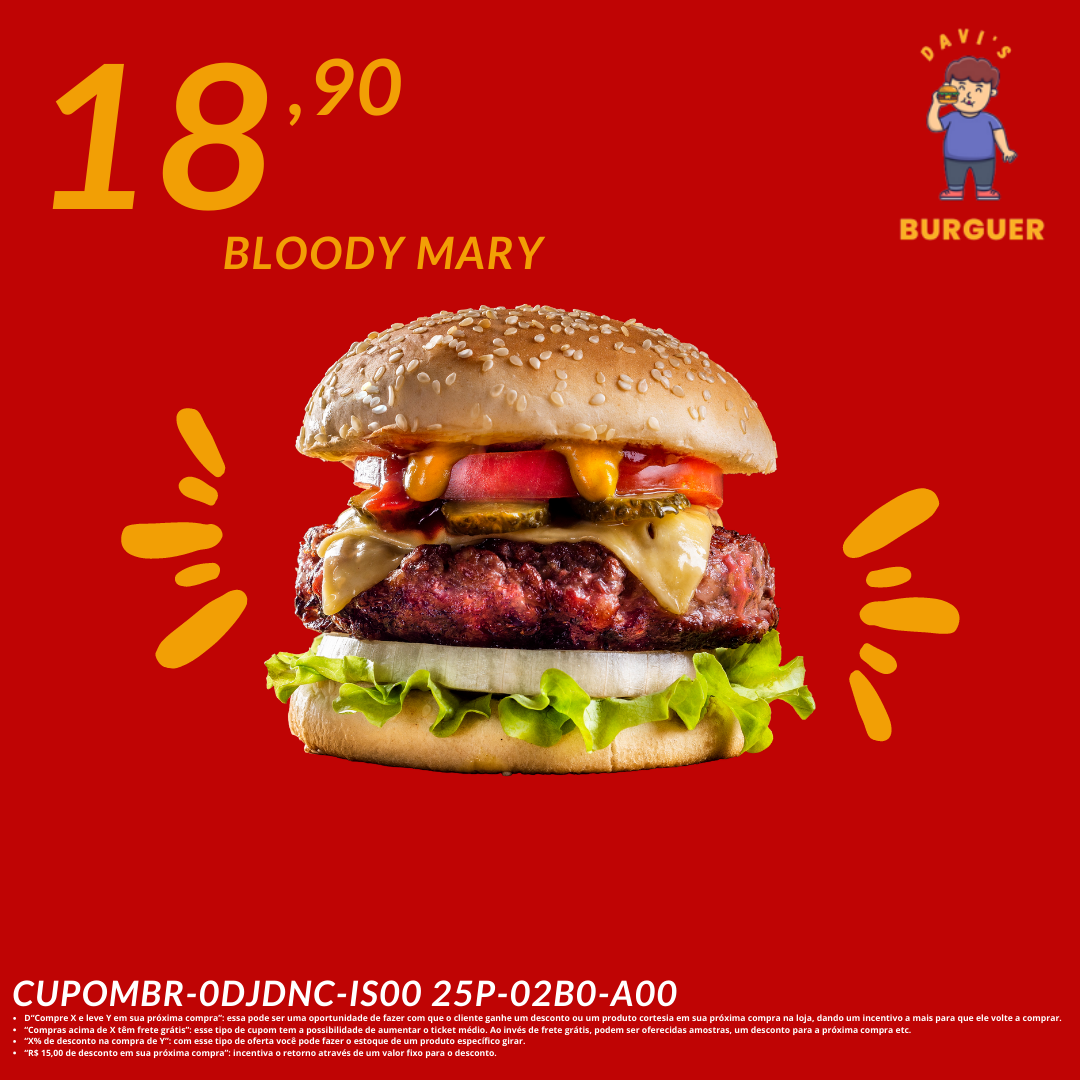 18,90
DAVI'S
BURGUER
BLOODY MARY
CUPOMBR-0DJDNC-IS00 25P-02B0-A00
• D"Compre X e leve Y em sua próxima compra": essa pode ser uma oportunidade de fazer com que o cliente ganhe um desconto ou um produto cortesia em sua próxima compra na loja, dando um incentivo a mais para que ele volte a comprar.
• "Compras acima de X têm frete grátis": esse tipo de cupom tem a possibilidade de aumentar o ticket médio. Ao invés de frete grátis, podem ser oferecidas amostras, um desconto para a próxima compra etc.
• "X% de desconto na compra de Y": com esse tipo de oferta você pode fazer o estoque de um produto específico girar.
• "R$ 15,00 de desconto em sua próxima compra": incentiva o retorno através de um valor fixo para o desconto.